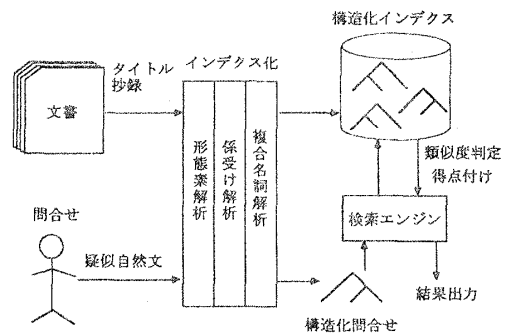 構造化インデクス
タイトル
抄録
インデクス化
文書
形態素解析
係受け解析
複合名詞解析
類似度判定
得点付け
検索エンジン
問合せ
疑似自然文
結果出力
構造化問合せ